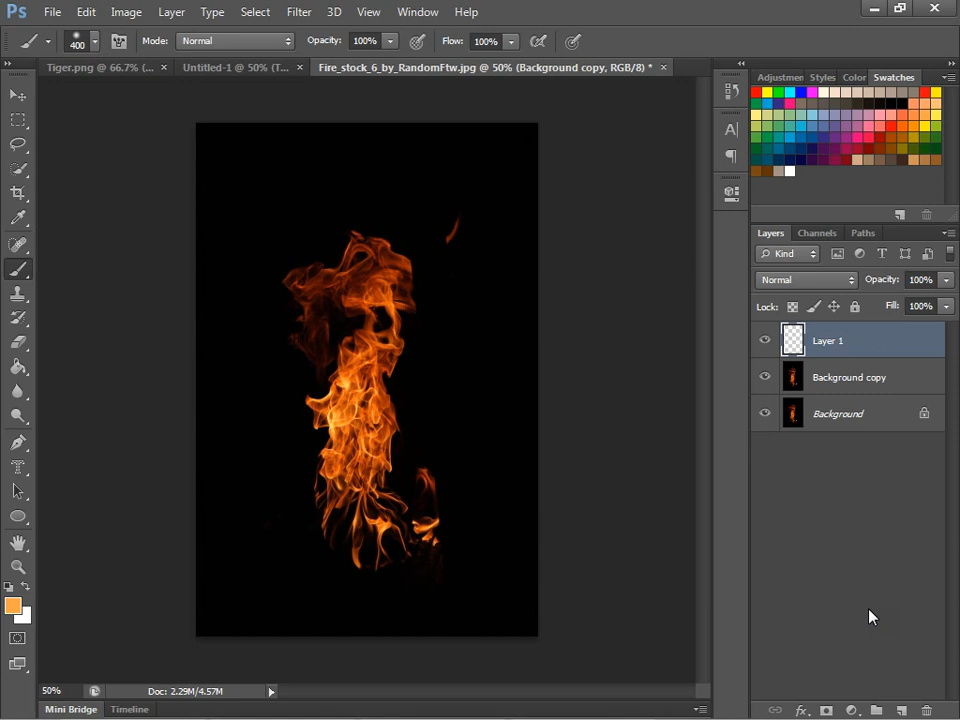 Ps File Edit Image Layer Type Select Filter 3D View Window Help
400 Mode: Normal Opacity: 100% Flow: 100%
Tiger.png @ 66.7% (... × Untitled-1 @ 50% (T... × Fire_stock_6_by_RandomFtw.jpg @ 50% (Background copy, RGB/8) * ×
Adjustmen Styles Color Swatches
Layers Channels Paths
Kind
Normal Opacity: 100%
Lock: Fill: 100%
Layer 1
Background copy
Background
50% Doc: 2.29M/4.57M
Mini Bridge Timeline